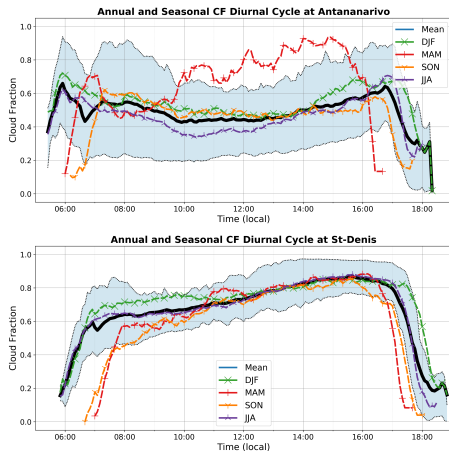 Annual and Seasonal CF Diurnal Cycle at Antananarivo
Cloud Fraction
1.0
0.8
0.6
0.4
0.2
0.0
Mean
DJF
MAM
SON
JJA
06:00 08:00 10:00 12:00 14:00 16:00 18:00
Time (local)
Annual and Seasonal CF Diurnal Cycle at St-Denis
Cloud Fraction
1.0
0.8
0.6
0.4
0.2
0.0
Mean
DJF
MAM
SON
JJA
06:00 08:00 10:00 12:00 14:00 16:00 18:00
Time (local)